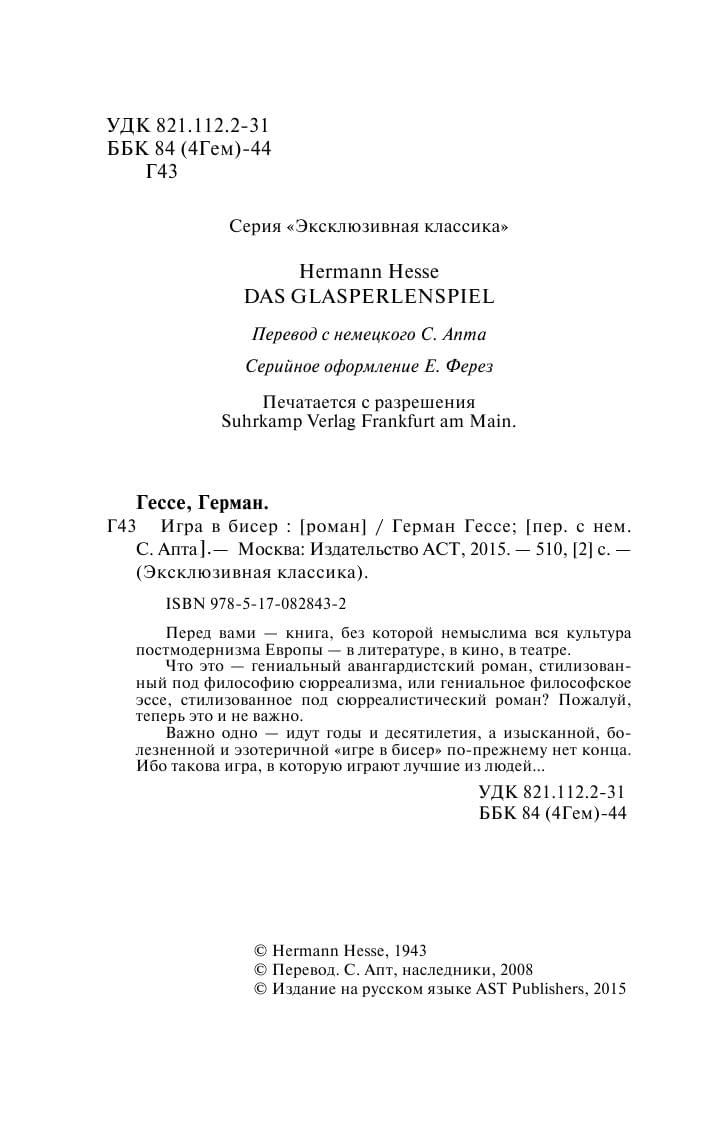 УДК 821.112.2-31
ББК 84 (4Гем)-44
Г43
Серия «Эксклюзивная классика»
Hermann Hesse
DAS GLASPERLENSPIEL
Перевод с немецкого С. Апта
Серийное оформление Е. Ферез
Печатается с разрешения
Suhrkamp Verlag Frankfurt am Main.
Гессе, Герман.
Г43 Игра в бисер : [роман] / Герман Гессе; [пер. с нем.
С. Апта].— Москва: Издательство АСТ, 2015. — 510, [2] с. —
(Эксклюзивная классика).
ISBN 978-5-17-082843-2
Перед вами — книга, без которой немыслима вся культура
постмодернизма Европы — в литературе, в кино, в театре.
Что это — гениальный авангардистский роман, стилизован-
ный под философию сюрреализма, или гениальное философское
эссе, стилизованное под сюрреалистический роман? Пожалуй,
теперь это и не важно.
Важно одно — идут годы и десятилетия, а изысканной, бо-
лезненной и эзотеричной «игре в бисер» по-прежнему нет конца.
Ибо такова игра, в которую играют лучшие из людей...
УДК 821.112.2-31
ББК 84 (4Гем)-44
© Hermann Hesse, 1943
© Перевод. С. Апт, наследники, 2008
© Издание на русском языке AST Publishers, 2015